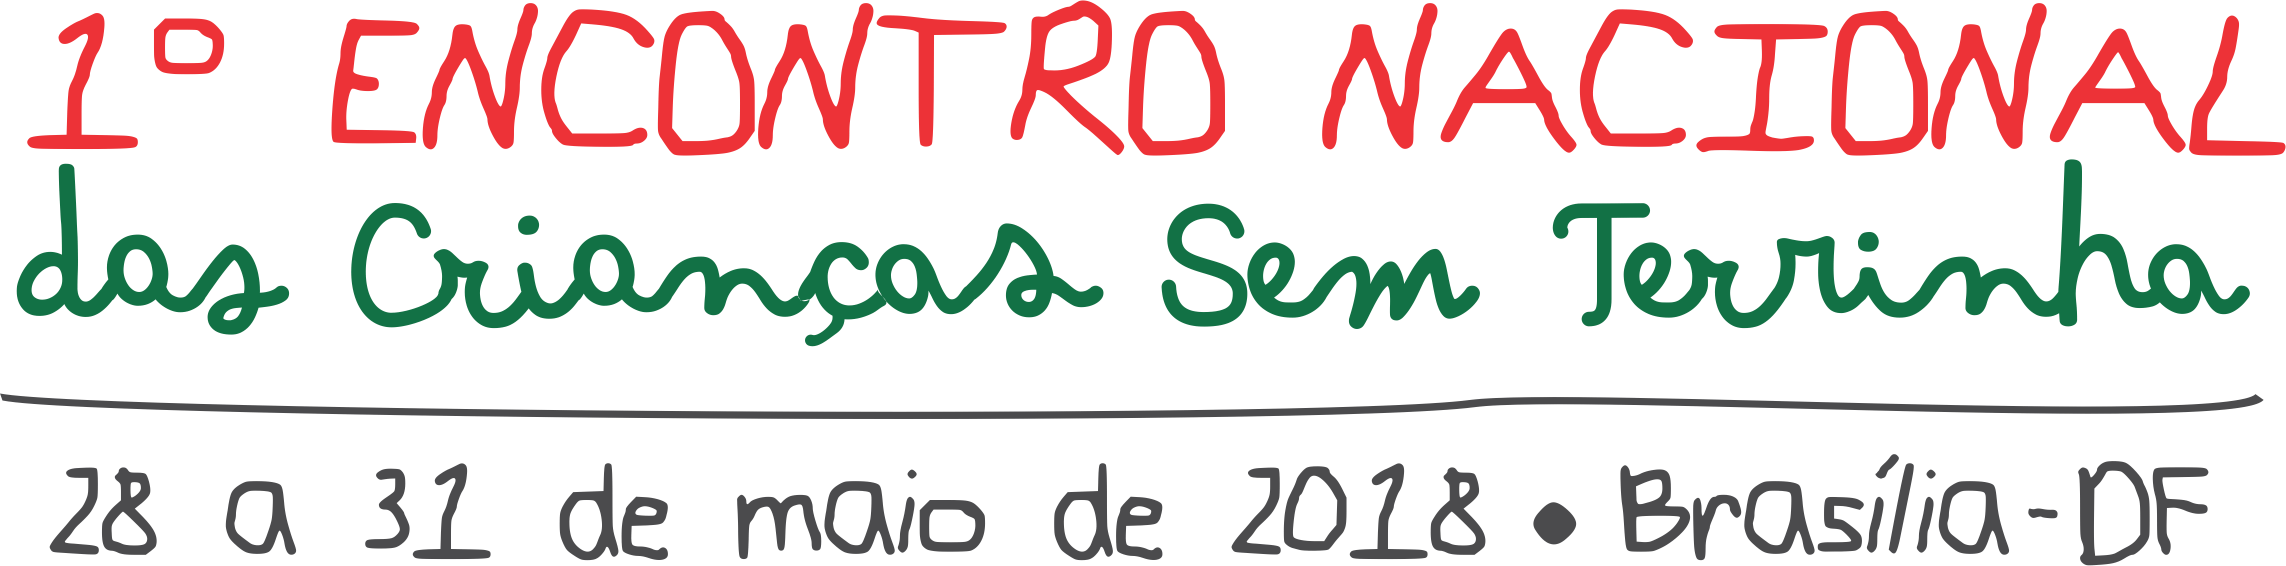 1º ENCONTRO NACIONAL
das Crianças Sem Terrinha
28 a 31 de maio de 2018 • Brasília-DF